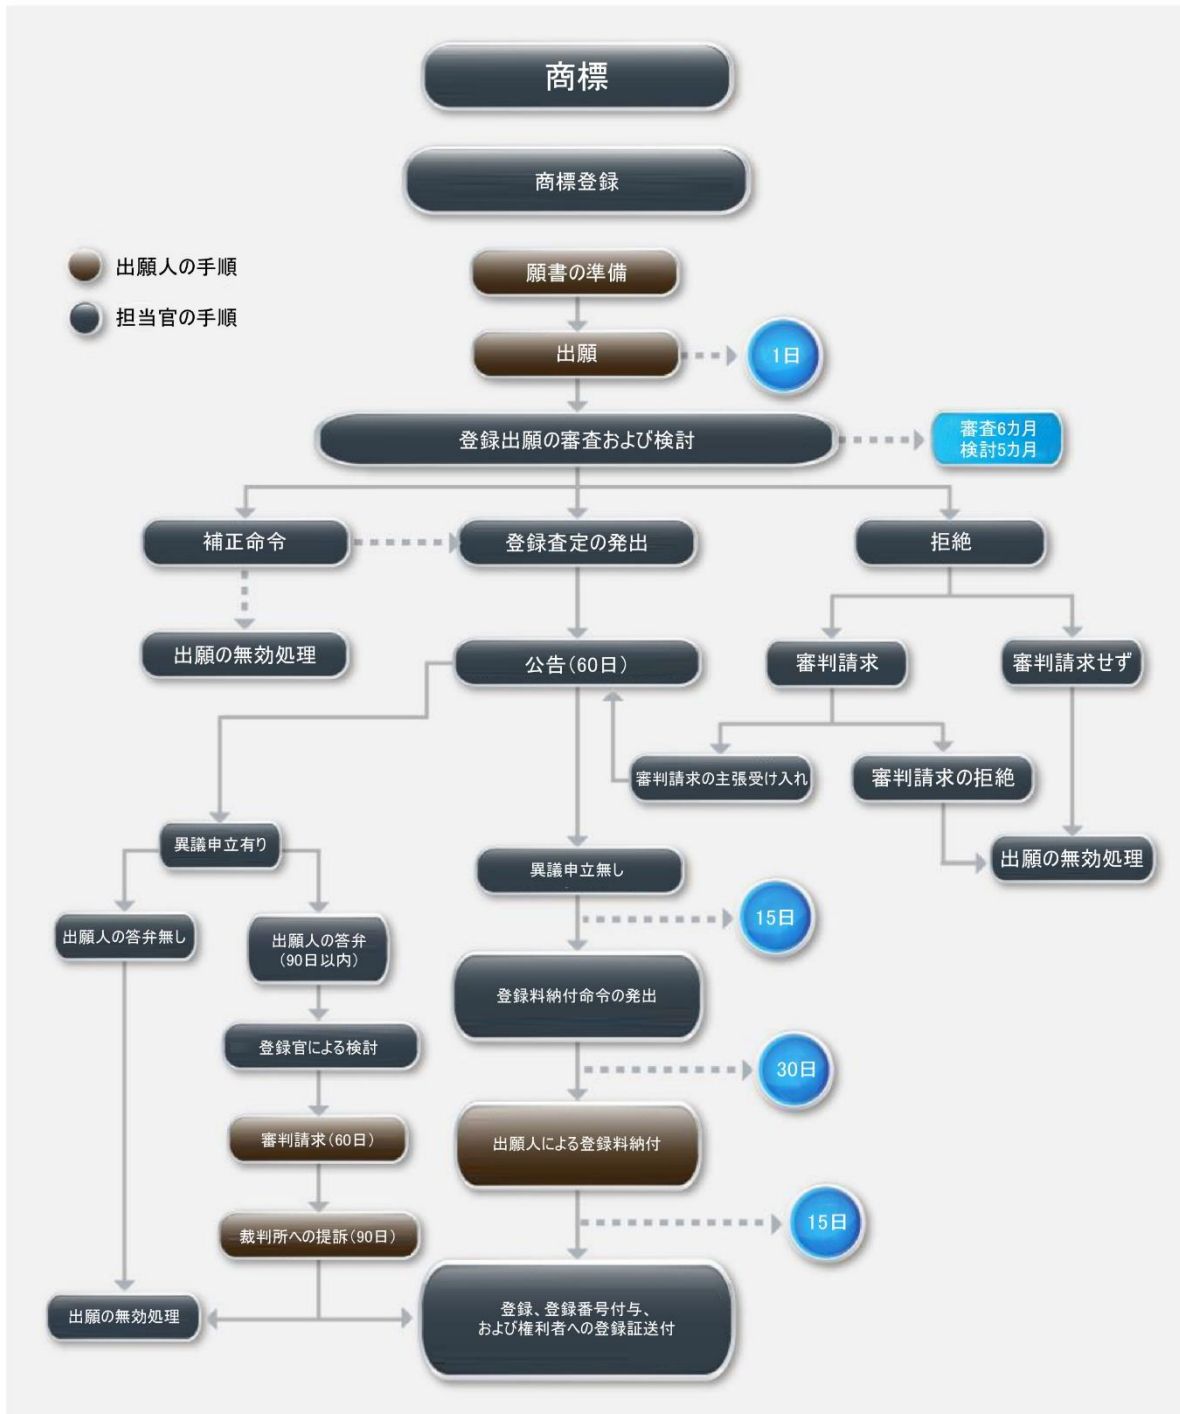 商標
商標登録
出願人の手順
担当官の手順
願書の準備
出願
1日
登録出願の審査および検討
審査6カ月
検討5カ月
補正命令
登録査定の発出
拒絶
出願の無効処理
公告(60日)
審判請求
審判請求せず
審判請求の主張受け入れ
審判請求の拒絶
異議申立有り
異議申立無し
出願の無効処理
出願人の答弁無し
出願人の答弁
(90日以内)
15日
登録料納付命令の発出
登録官による検討
30日
審判請求(60日)
出願人による登録料納付
裁判所への提訴(90日)
15日
出願の無効処理
登録、登録番号付与、
および権利者への登録証送付